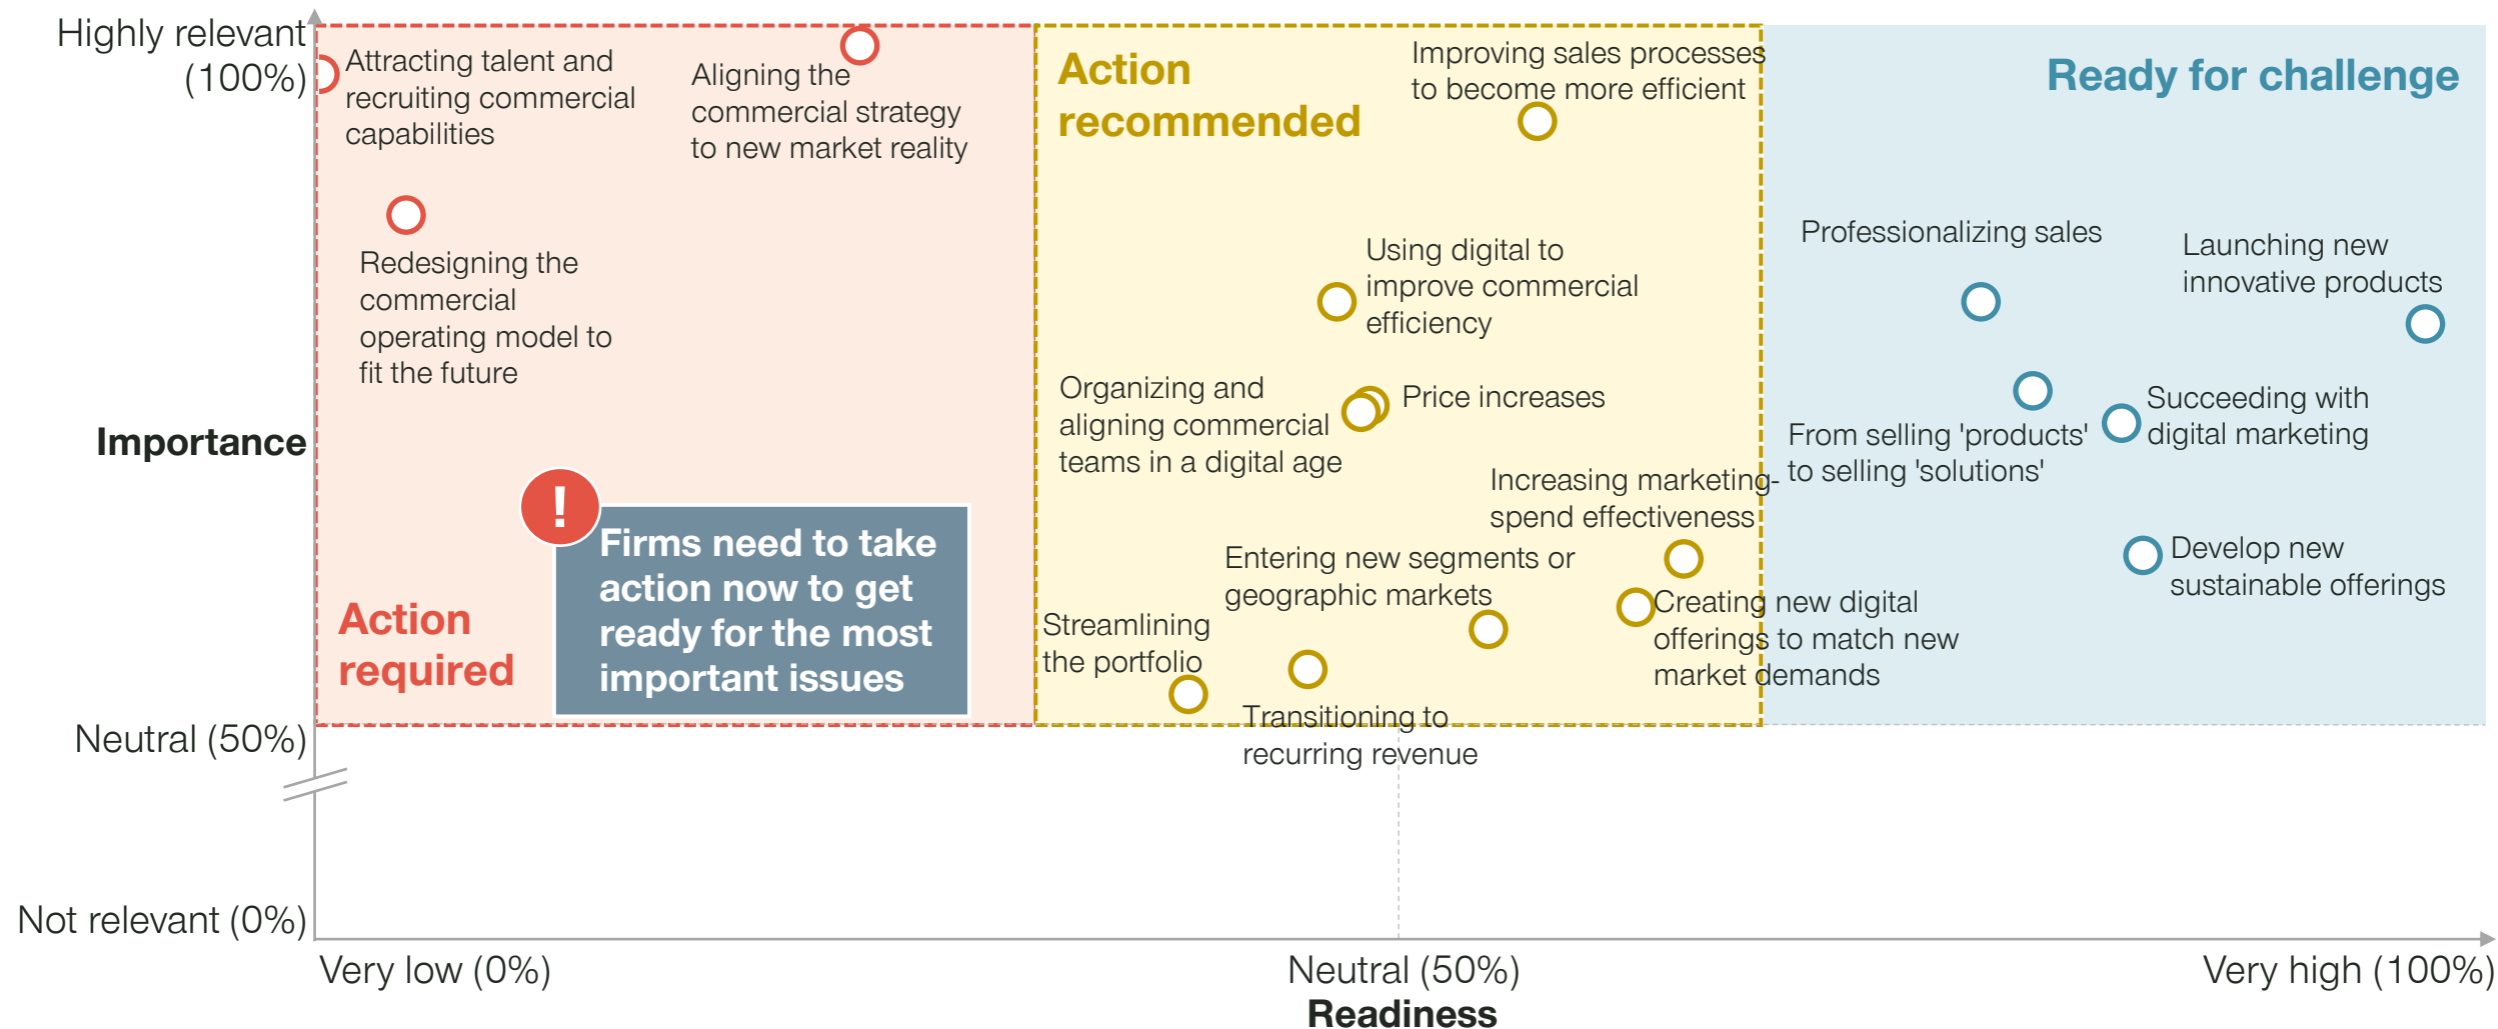 Highly relevant
(100%)
Importance
Neutral (50%)
Not relevant (0%)
Attracting talent and
recruiting commercial
capabilities
Aligning the
commercial strategy
to new market reality
Redesigning the
commercial
operating model to
fit the future
!
Firms need to take
action now to get
ready for the most
important issues
Action
required
Action
recommended
Improving sales processes
to become more efficient
Using digital to
improve commercial
efficiency
Organizing and
aligning commercial
teams in a digital age
Price increases
Increasing marketing-
spend effectiveness
Entering new segments or
geographic markets
Creating new digital
offerings to match new
market demands
Streamlining
the portfolio
Transitioning to
recurring revenue
Ready for challenge
Professionalizing sales
Launching new
innovative products
From selling 'products'
to selling 'solutions'
Succeeding with
digital marketing
Develop new
sustainable offerings
Very low (0%)
Neutral (50%)
Very high (100%)
Readiness